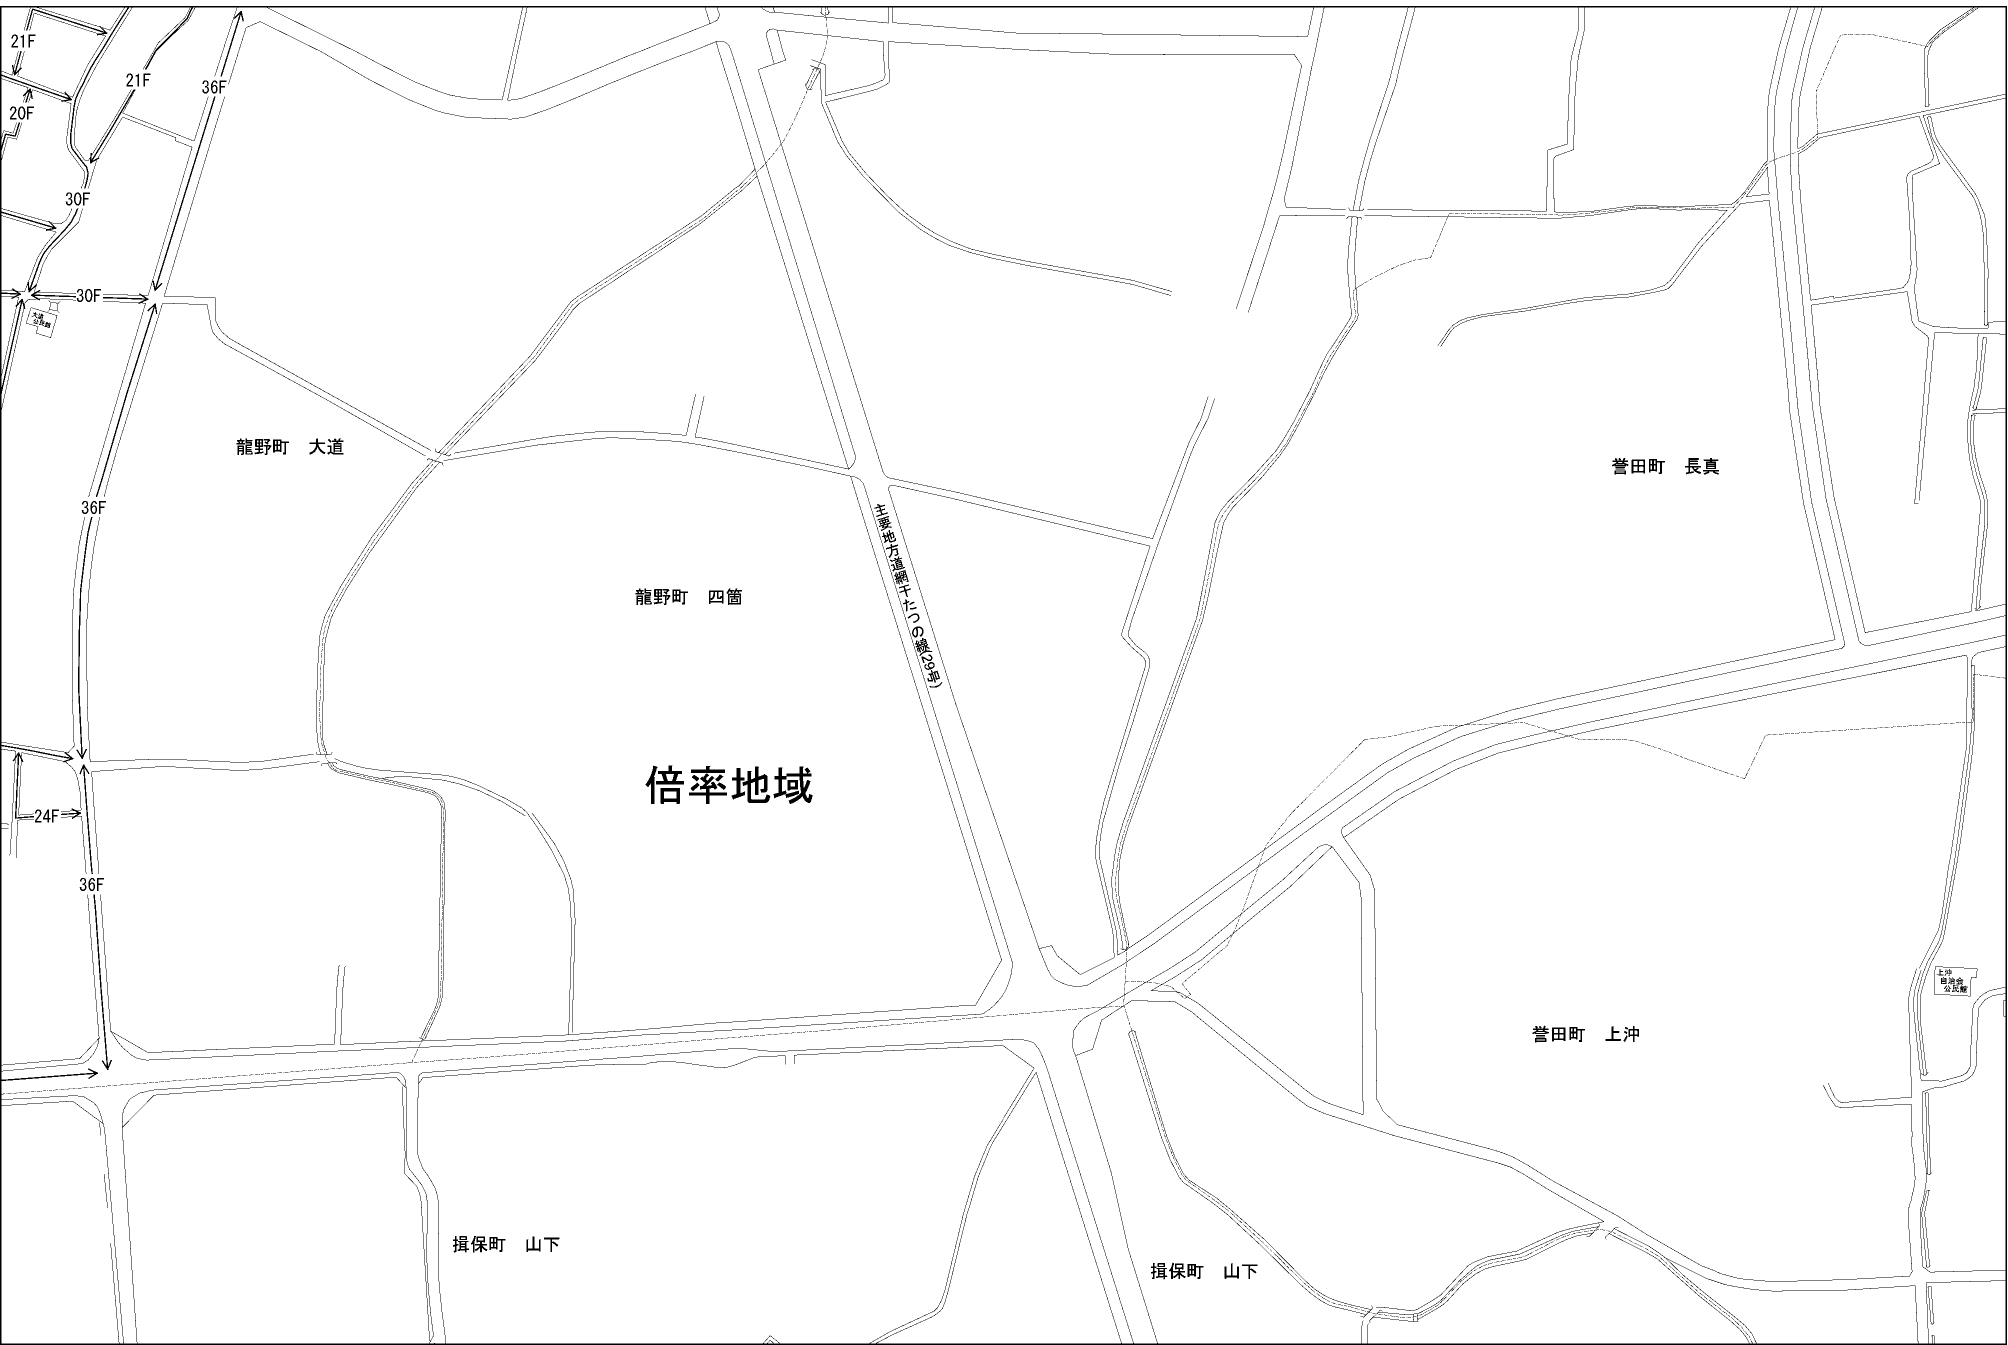 21F
21F
36F
20F
30F
30F
大道
公民館
龍野町　大道
誉田町　長真
36F
主要地方道網干たつの線(29号)
龍野町　四箇
倍率地域
24F
36F
上沖
自治会
公民館
誉田町　上沖
揖保町　山下
揖保町　山下